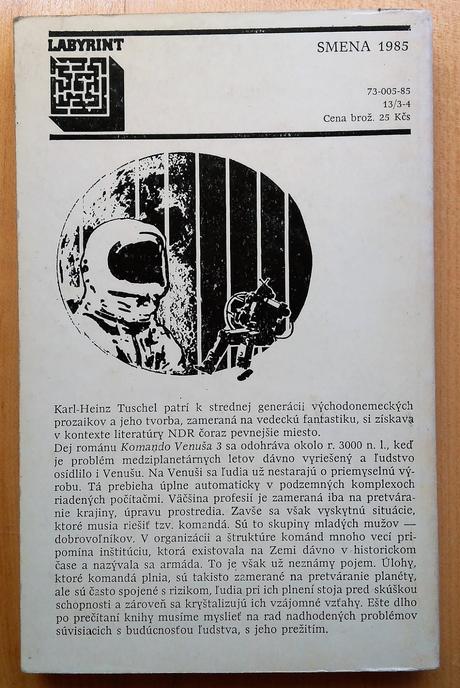 LABYRINT
SMENA 1985
73-005-85
13/3-4
Cena brož. 25 Kčs
Karl-Heinz Tuschel patrí k strednej generácii východonemeckých
prozaikov a jeho tvorba, zameraná na vedeckú fantastiku, si získava
v kontexte literatúry NDR čoraz pevnejšie miesto.
Dej románu Komando Venuša 3 sa odohráva okolo r. 3000 n. l., keď
je problém medziplanetárnych letov dávno vyriešený a ľudstvo
osídlilo i Venušu. Na Venuši sa ľudia už nestarajú o priemyselnú vý-
robu. Tá prebieha úplne automaticky v podzemných komplexoch
riadených počítačmi. Väčšina profesií je zameraná iba na pretvára-
nie krajiny, úpravu prostredia. Zavše sa však vyskytnú situácie,
ktoré musia riešiť tzv. komandá. Sú to skupiny mladých mužov —
dobrovoľníkov. V organizácii a štruktúre kománd mnoho vecí pri-
pomína inštitúciu, ktorá existovala na Zemi dávno v historickom
čase a nazývala sa armáda. To je však už neznámy pojem. Úlohy,
ktoré komandá plnia, sú takisto zamerané na pretváranie planéty,
ale sú často spojené s rizikom, ľudia pri ich plnení stoja pred skúškou
schopnosti a zároveň sa kryštalizujú ich vzájomné vzťahy. Ešte dlho
po prečítaní knihy musíme myslieť na rad nadhodených problémov
súvisiacich s budúcnosťou ľudstva, s jeho prežitím.